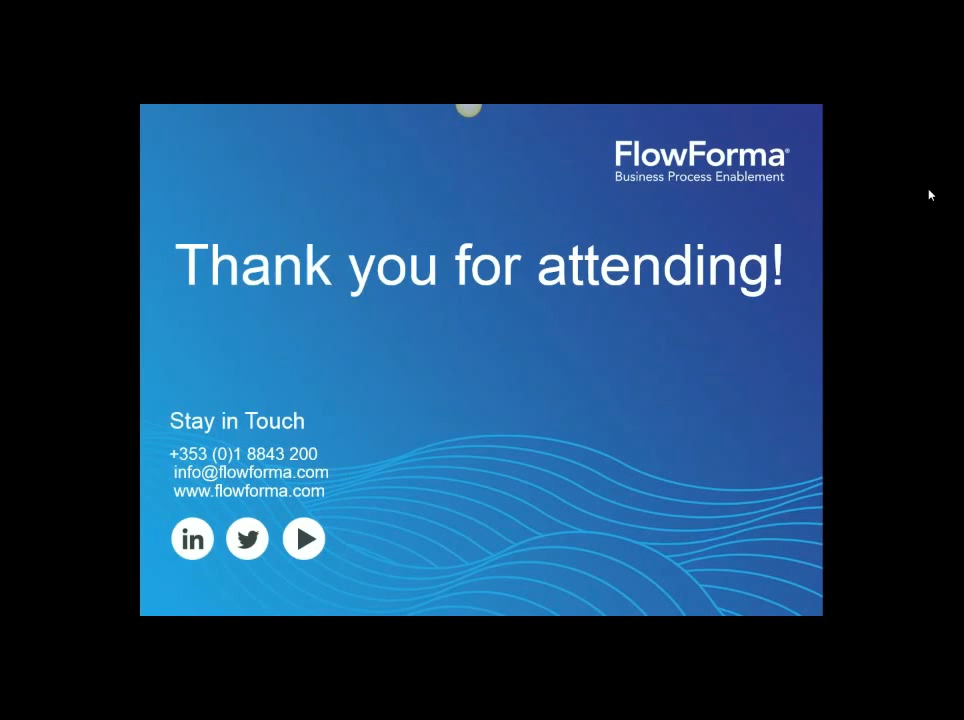 FlowForma®
Business Process Enablement
Thank you for attending!
Stay in Touch
+353 (0)1 8843 200
info@flowforma.com
www.flowforma.com
in